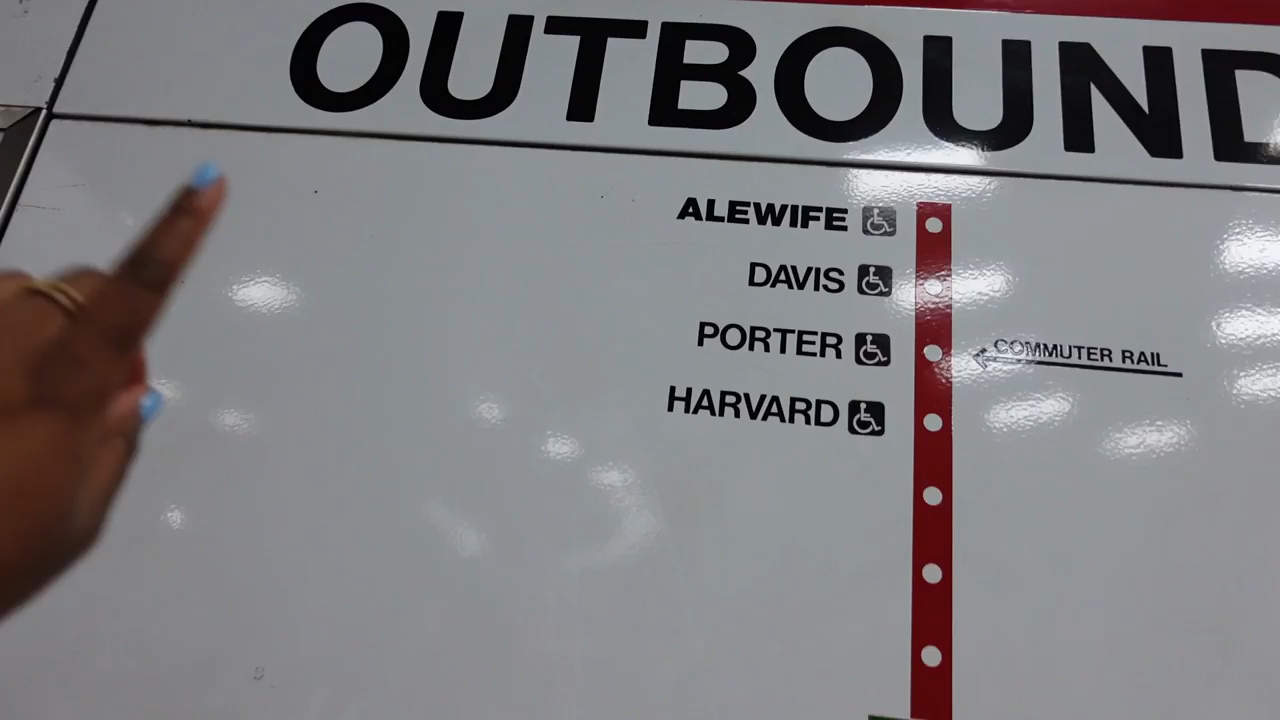 OUTBOUND
ALEWIFE
DAVIS
PORTER
COMMUTER RAIL
HARVARD